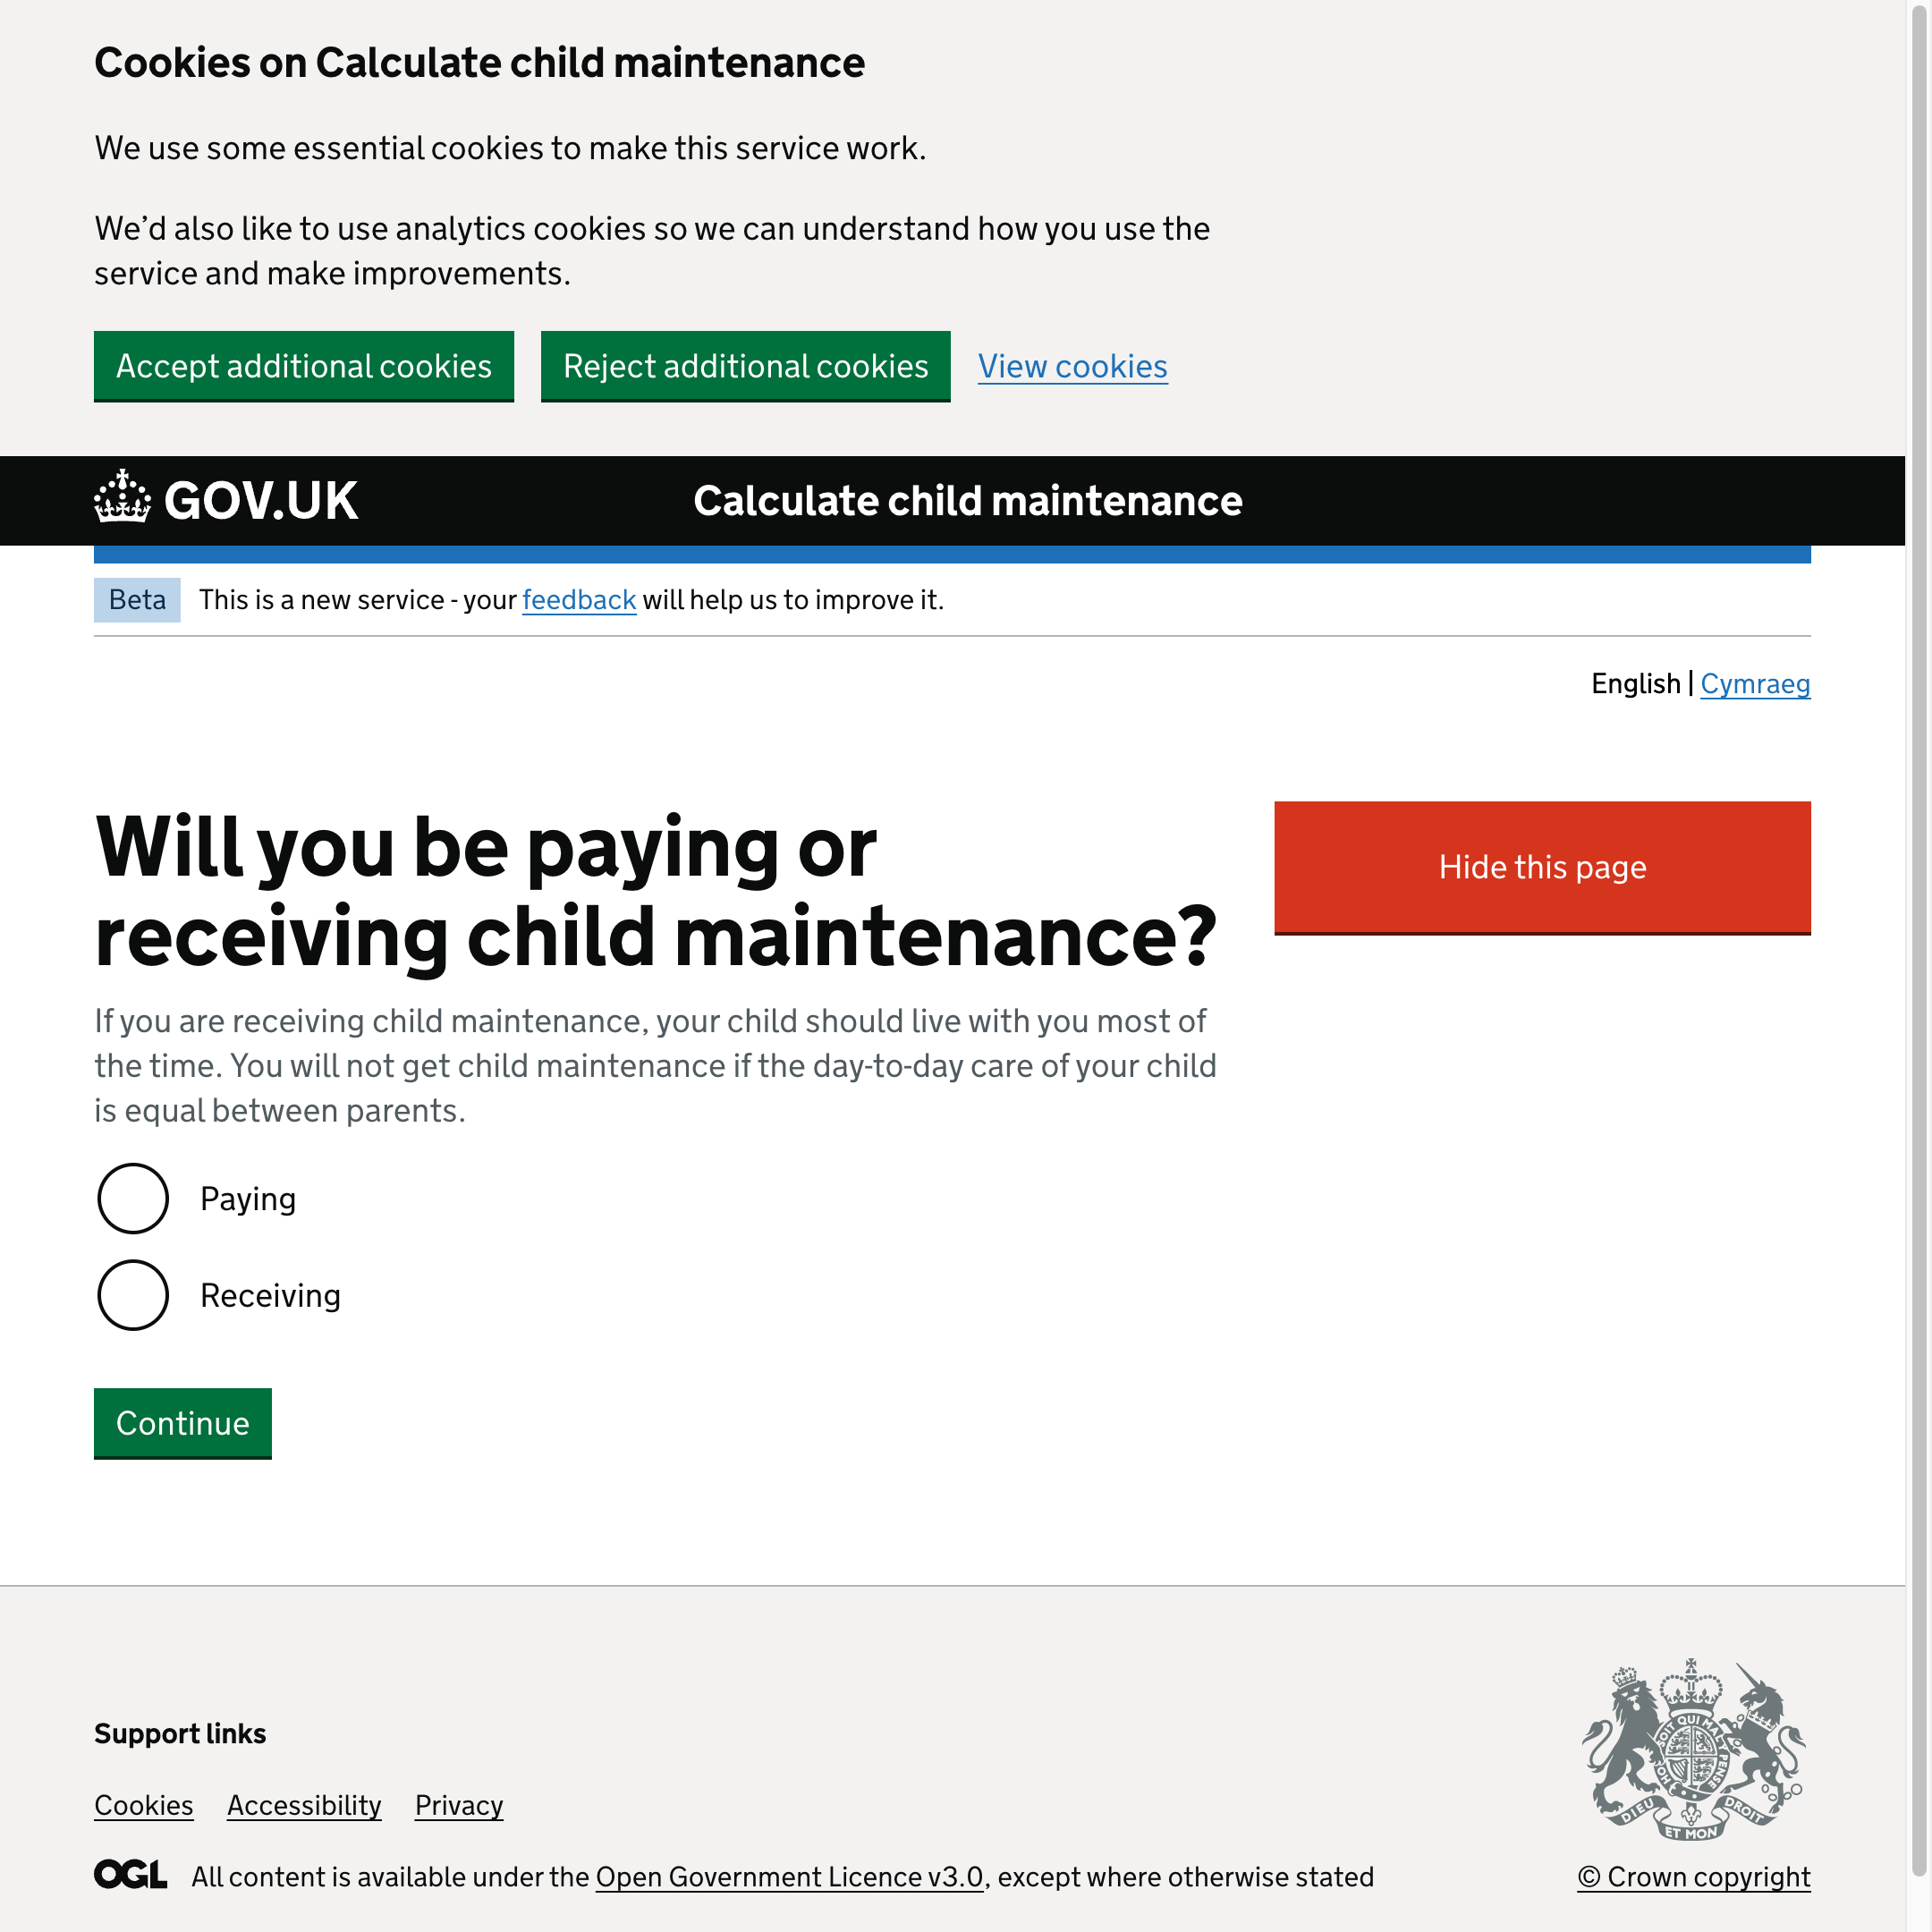 Cookies on Calculate child maintenance
We use some essential cookies to make this service work.
We’d also like to use analytics cookies so we can understand how you use the
service and make improvements.
Accept additional cookies
Reject additional cookies
View cookies
GOV.UK
Calculate child maintenance
Beta
This is a new service - your feedback will help us to improve it.
English | Cymraeg
Will you be paying or
receiving child maintenance?
Hide this page
If you are receiving child maintenance, your child should live with you most of
the time. You will not get child maintenance if the day-to-day care of your child
is equal between parents.
Paying
Receiving
Continue
Support links
Cookies
Accessibility
Privacy
DIEU ET MON DROIT
OGL
All content is available under the Open Government Licence v3.0, except where otherwise stated
© Crown copyright